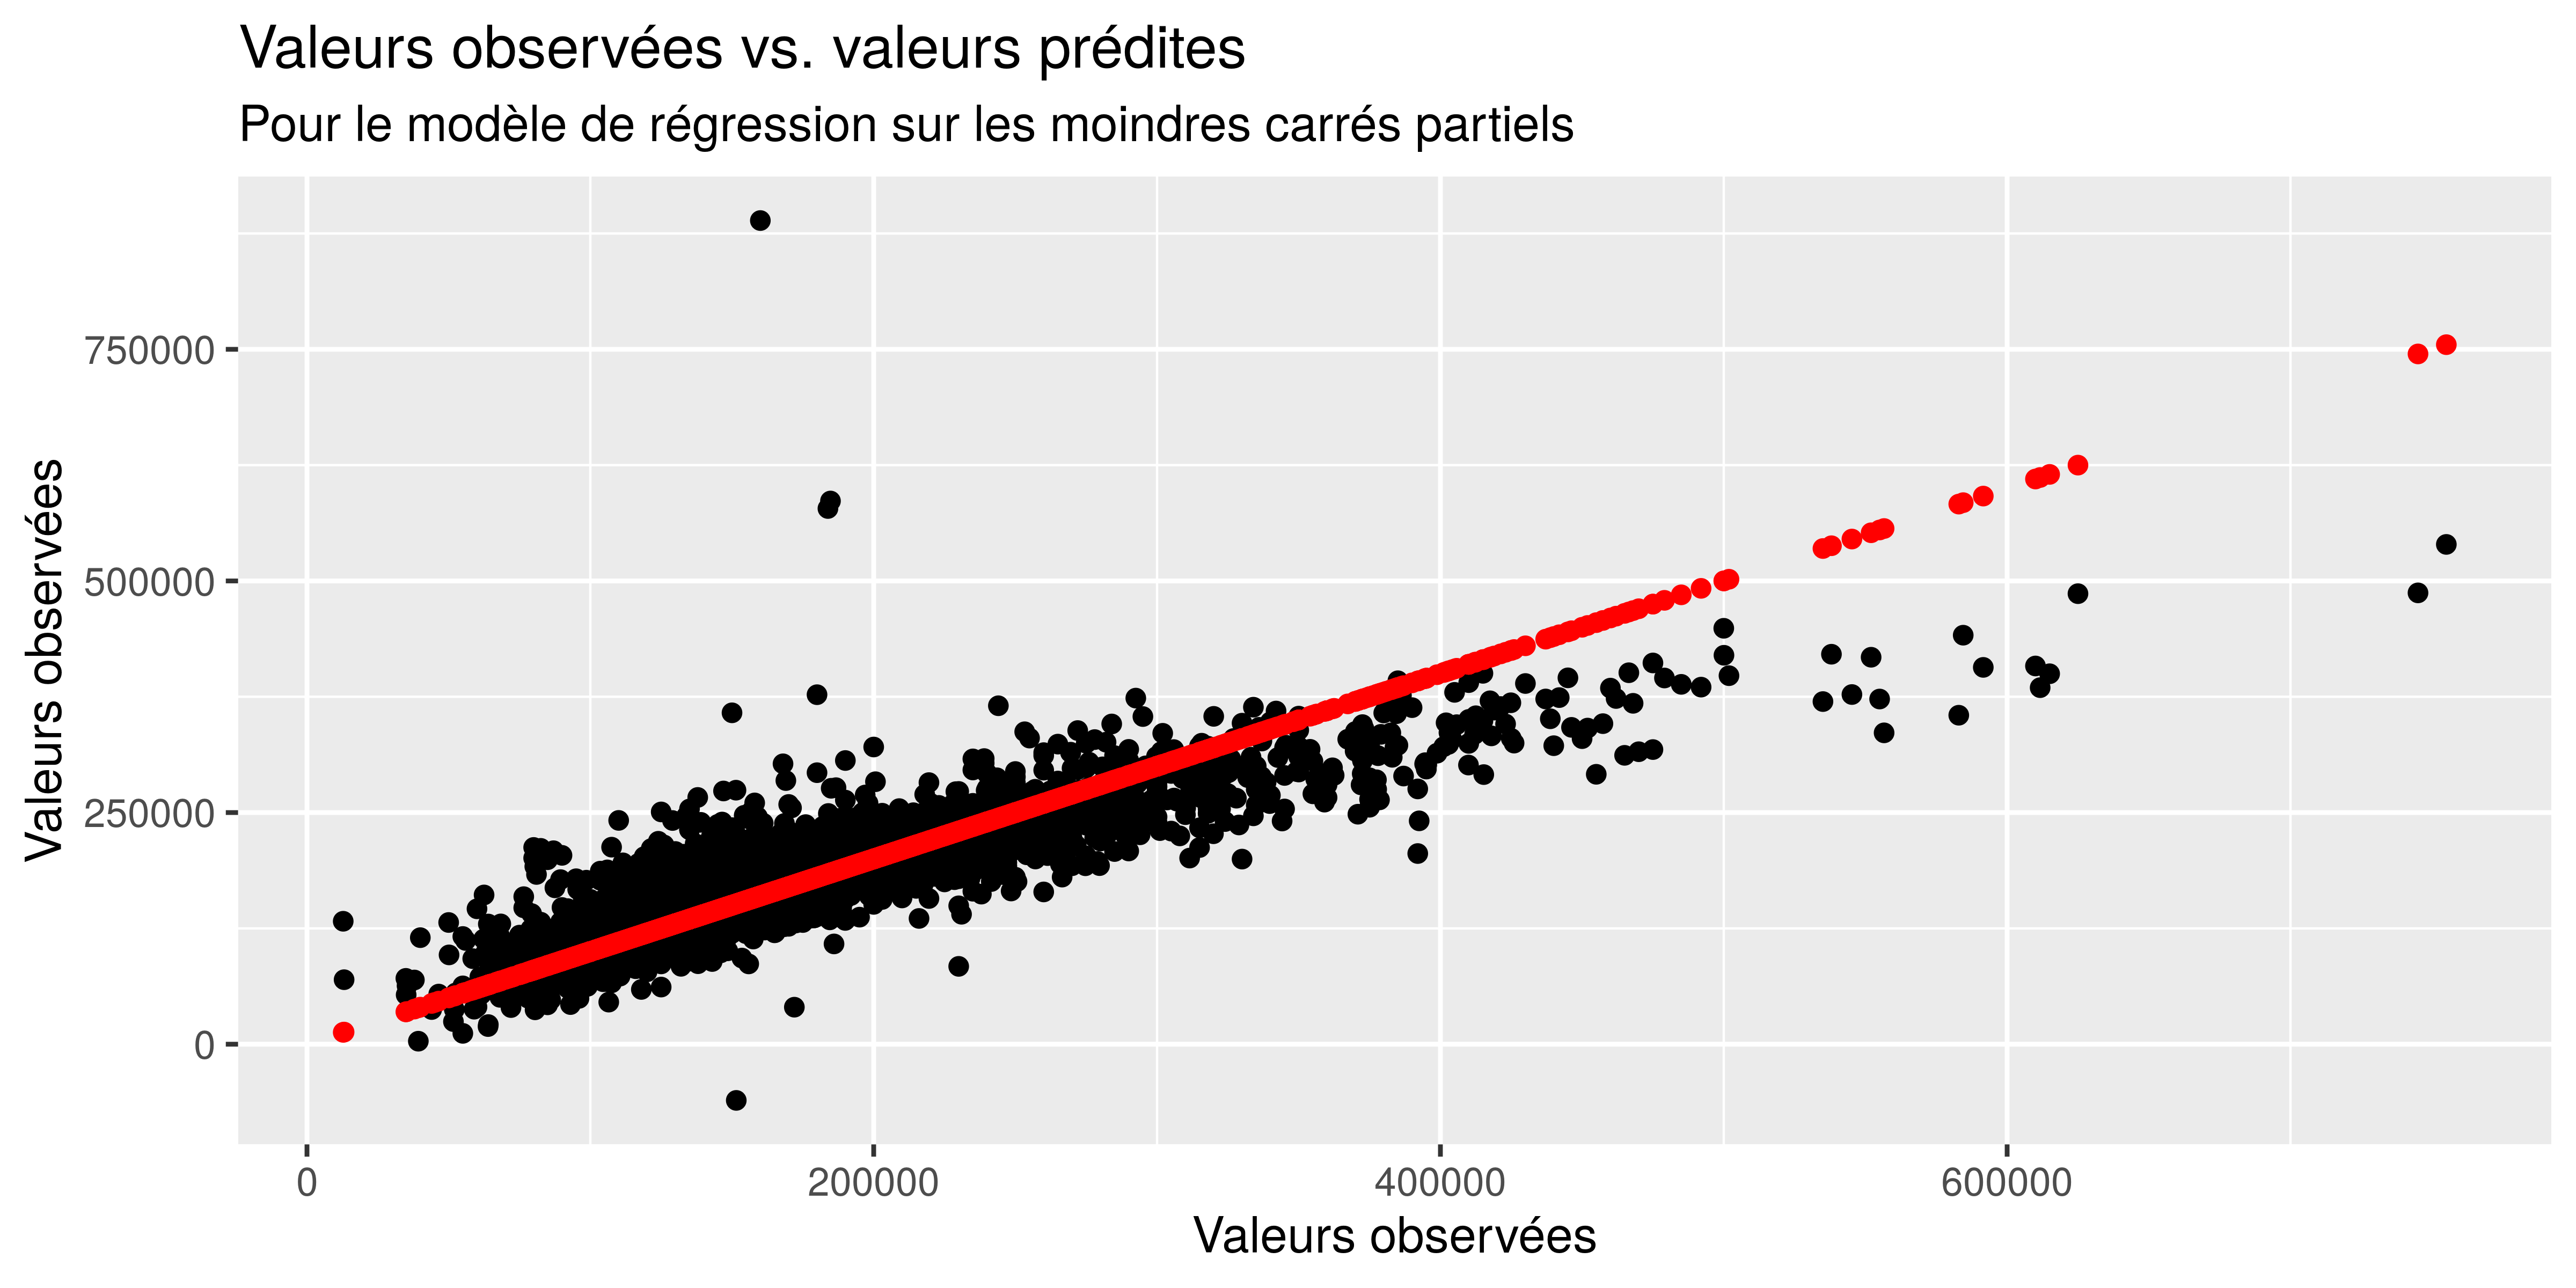 Valeurs observées vs. valeurs prédites
Pour le modèle de régression sur les moindres carrés partiels
Valeurs observées
750000
500000
250000
0
0
200000
400000
600000
Valeurs observées